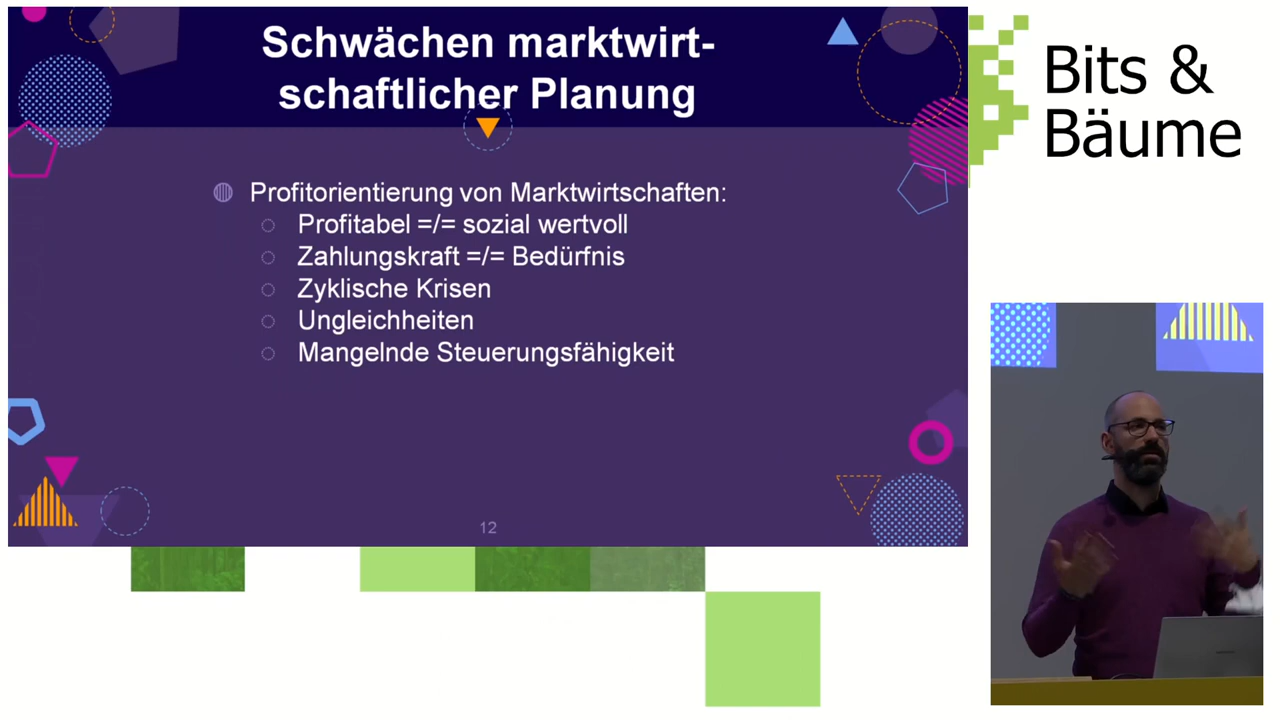 Schwächen marktwirt-
schaftlicher Planung
Profitorientierung von Marktwirtschaften:
Profitabel =/= sozial wertvoll
Zahlungskraft =/= Bedürfnis
Zyklische Krisen
Ungleichheiten
Mangelnde Steuerungsfähigkeit
12
Bits &
Bäume